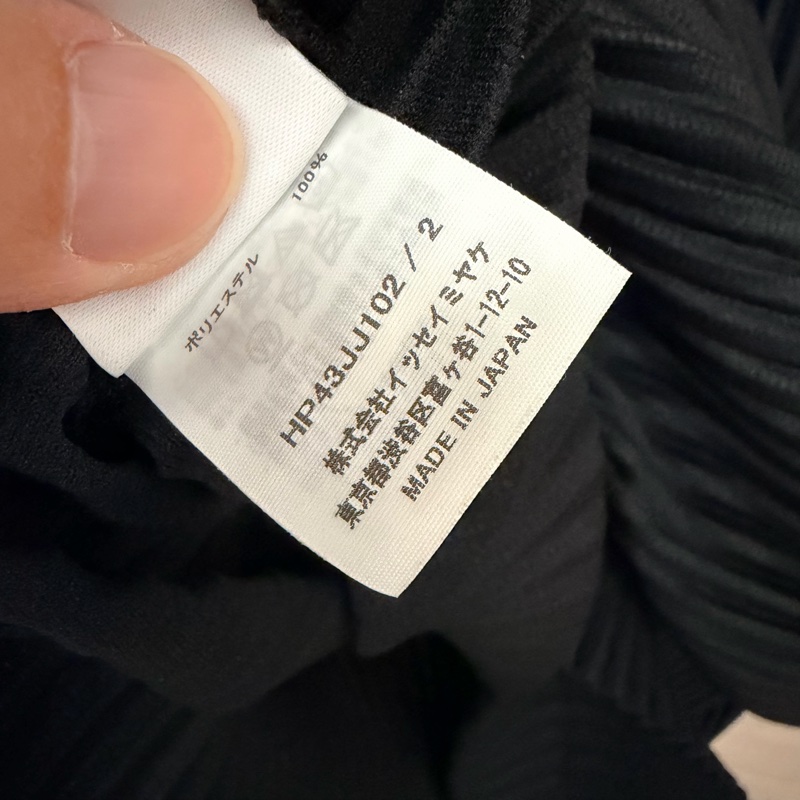 ポリエステル 100%
HP43JJ102 / 2
株式会社イッセイミヤケ
東京都渋谷区富ヶ谷1-12-10
MADE IN JAPAN